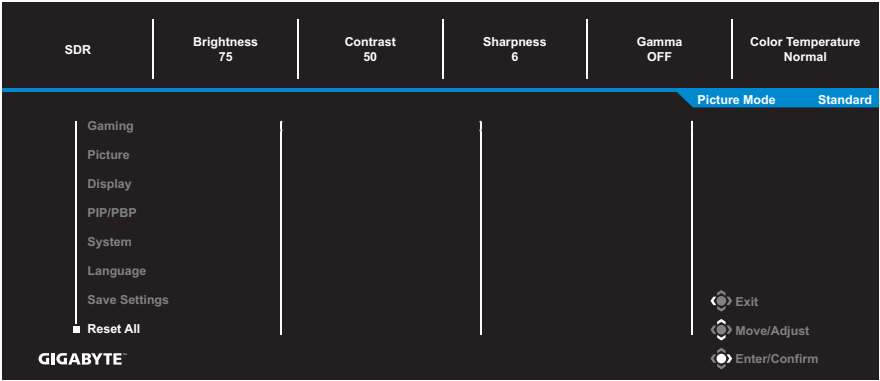 SDR
Brightness
75
Contrast
50
Sharpness
6
Gamma
OFF
Color Temperature
Normal
Picture Mode Standard
Gaming
Picture
Display
PIP/PBP
System
Language
Save Settings
Reset All
Exit
Move/Adjust
Enter/Confirm
GIGABYTE™